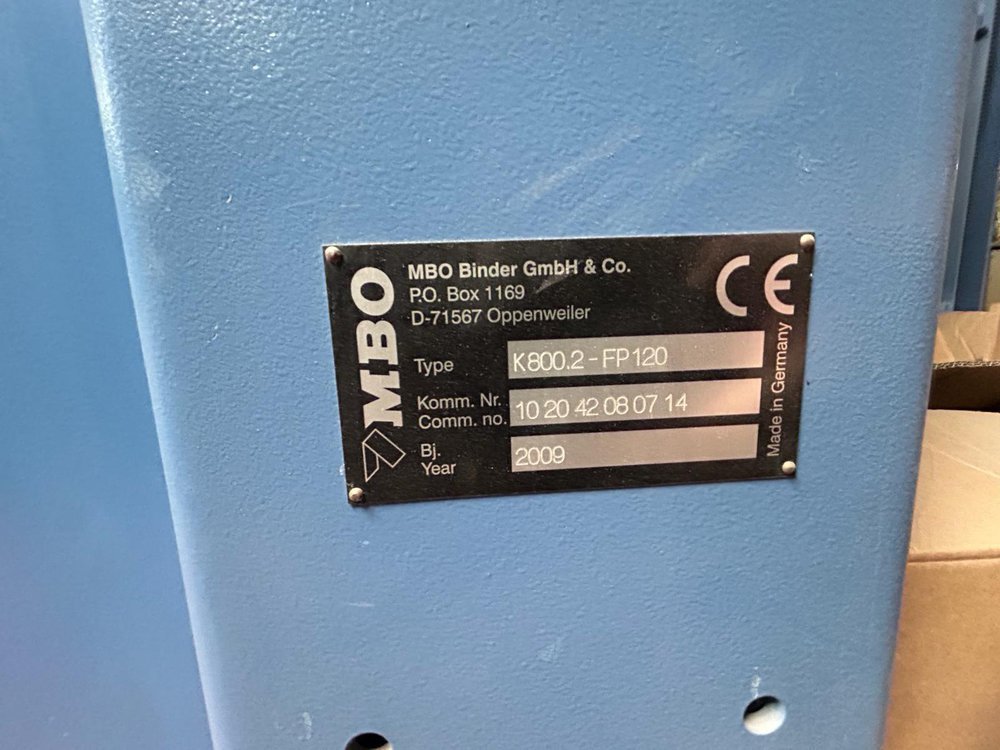 MBO
MBO Binder GmbH & Co.
P.O. Box 1169
D-71567 Oppenweiler
CE
Type K800.2-FP120
Komm. Nr.
Comm. no. 10 20 42 08 07 14
Bj.
Year 2009
Made in Germany